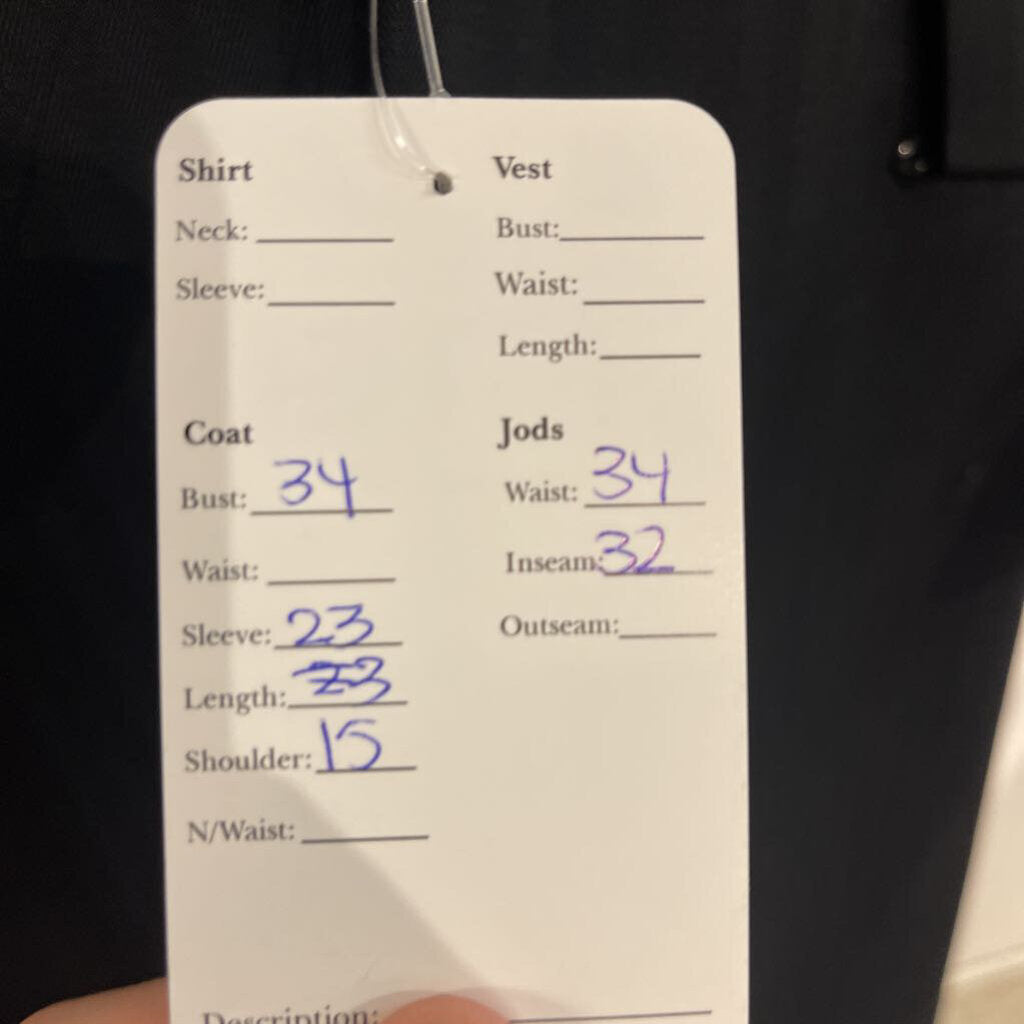 Shirt
Neck:
Sleeve:
Vest
Bust:
Waist:
Length:
Coat
Bust: 34
Waist:
Sleeve: 23
Length:
Shoulder: 15
N/Waist:
Jods
Waist: 34
Inseam: 32
Outseam:
Description: